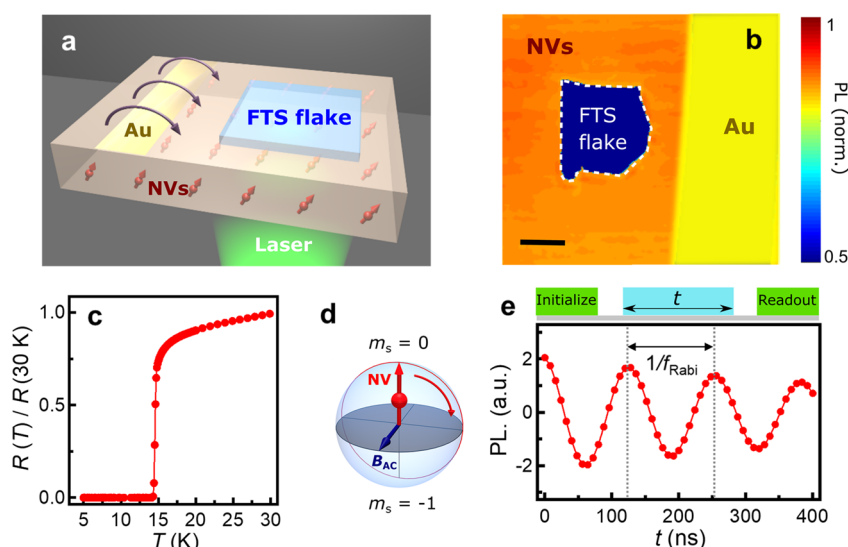 a
Au
FTS flake
NVs
Laser
b
NVs
FTS
flake
Au
1
PL (norm.)
0.5
c
R (T) / R (30 K)
1.0
0.5
0.0
5 10 15 20 25 30
T (K)
d
ms = 0
NV
BAC
ms = -1
e
Initialize
t
Readout
1/fRabi
PL. (a.u.)
2
0
-2
0 100 200 300 400
t (ns)